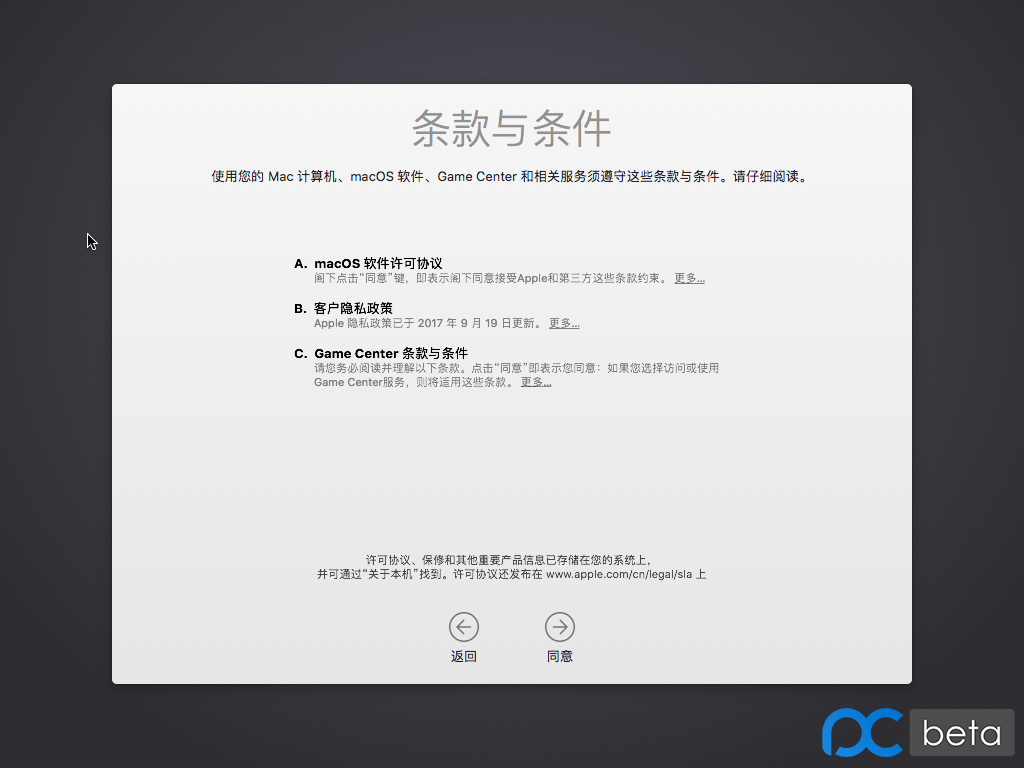 条款与条件
使用您的 Mac 计算机、macOS 软件、Game Center 和相关服务须遵守这些条款与条件。请仔细阅读。
A. macOS 软件许可协议
阁下点击“同意”键，即表示阁下同意接受Apple和第三方这些条款约束。 更多...
B. 客户隐私政策
Apple 隐私政策已于 2017 年 9 月 19 日更新。 更多...
C. Game Center 条款与条件
请您务必阅读并理解以下条款。点击“同意”即表示您同意：如果您选择访问或使用
Game Center服务，则将适用这些条款。 更多...
许可协议、保修和其他重要产品信息已存储在您的系统上，
并可通过“关于本机”找到。许可协议还发布在 www.apple.com/cn/legal/sla 上
返回 同意
pc beta